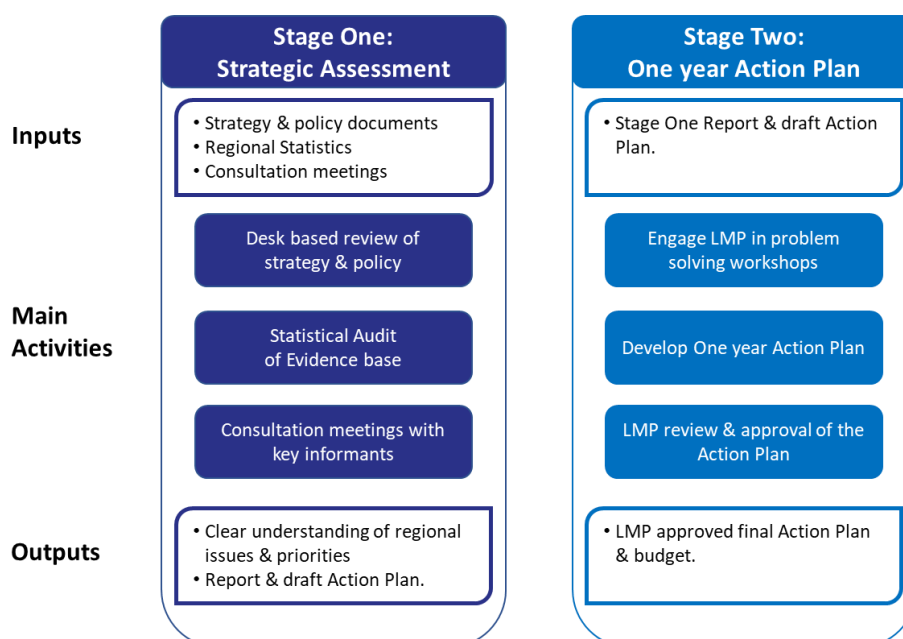 Stage One:
Strategic Assessment
Stage Two:
One year Action Plan
Inputs
• Strategy & policy documents
• Regional Statistics
• Consultation meetings
• Stage One Report & draft Action
Plan.
Main
Activities
Desk based review of
strategy & policy
Engage LMP in problem
solving workshops
Statistical Audit
of Evidence base
Develop One year Action Plan
Consultation meetings with
key informants
LMP review & approval of the
Action Plan
Outputs
• Clear understanding of regional
issues & priorities
• Report & draft Action Plan.
• LMP approved final Action Plan
& budget.